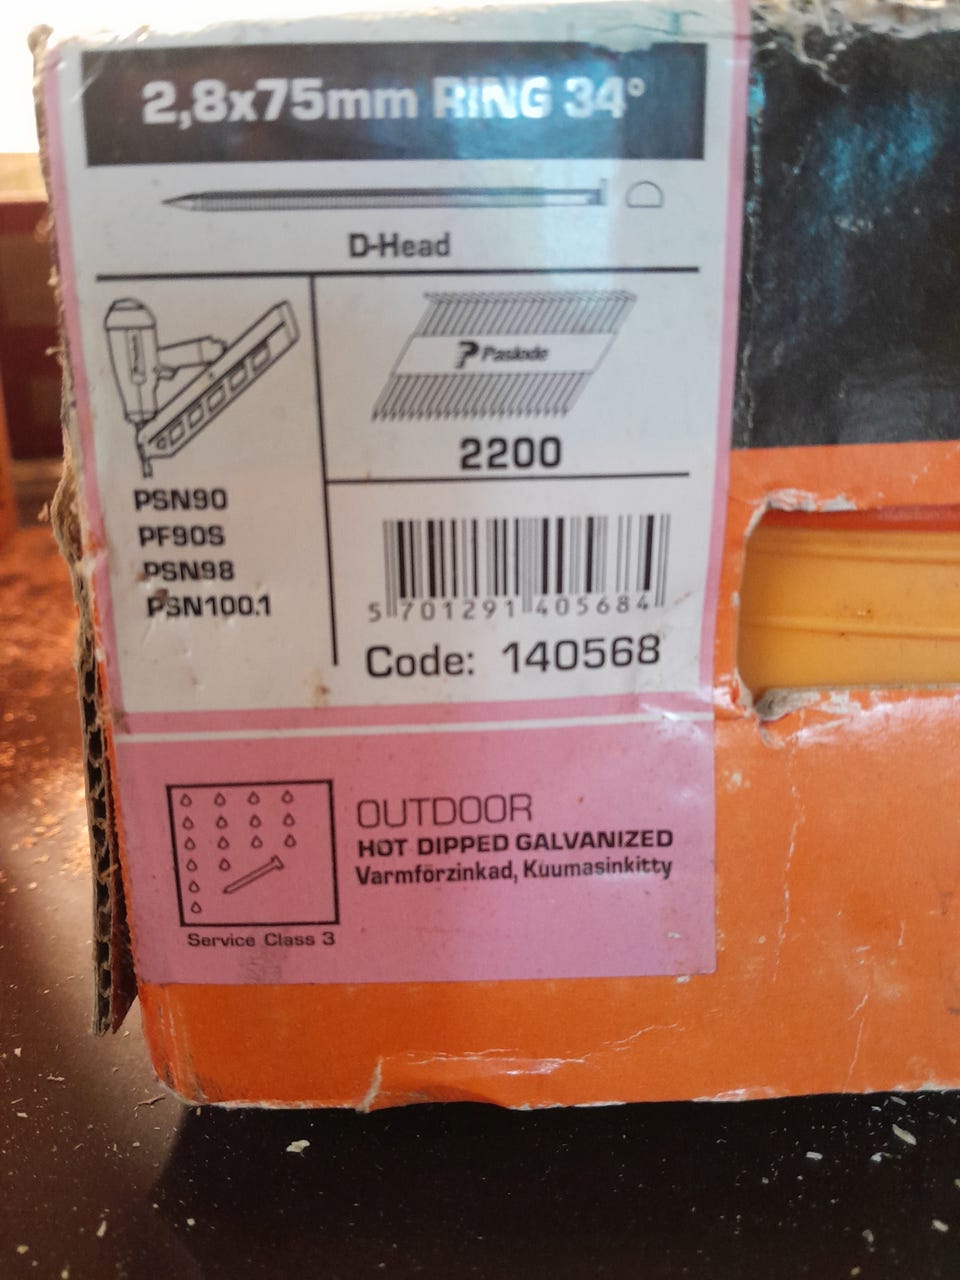 2,8x75mm RING 34°
D-Head
Paslode
2200
PSN90
PF90S
PSN98
PSN100.1
5 701291 405684
Code: 140568
OUTDOOR
HOT DIPPED GALVANIZED
Varmförzinkad, Kuumasinkitty
Service Class 3